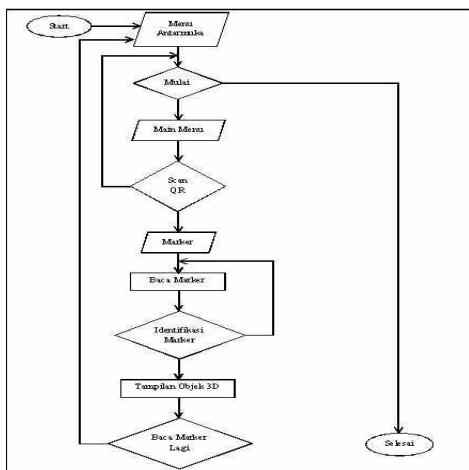 Start
Menu
Antarmuka
Mulai
Main Menu
Scan
QR
Marker
Baca Marker
Identifikasi
Marker
Tampilan Objek 3D
Baca Marker
Lagi
Selesai